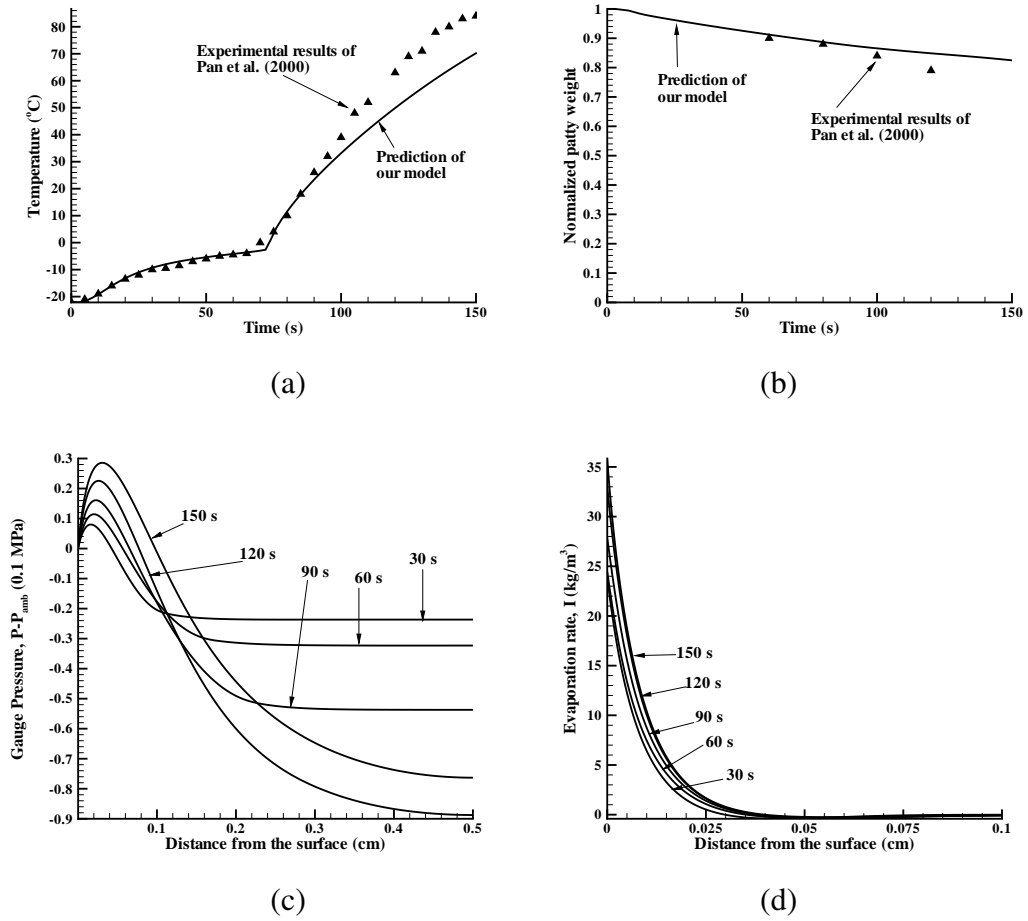 80
70
60
50
40
30
20
10
0
-10
-20
Temperature (°C)
Experimental results of
Pan et al. (2000)
Prediction of
our model
0
50
100
150
Time (s)
(a)
1
0.9
0.8
0.7
0.6
0.5
0.4
0.3
0.2
0.1
0
Normalized patty weight
Prediction of
our model
Experimental results of
Pan et al. (2000)
0
50
100
150
Time (s)
(b)
0.3
0.2
0.1
0
-0.1
-0.2
-0.3
-0.4
-0.5
-0.6
-0.7
-0.8
-0.9
Gauge Pressure, P-Pamb (0.1 MPa)
150 s
120 s
90 s
60 s
30 s
0.1
0.2
0.3
0.4
0.5
Distance from the surface (cm)
(c)
35
30
25
20
15
10
5
0
Evaporation rate, I (kg/m³)
150 s
120 s
90 s
60 s
30 s
0
0.025
0.05
0.075
0.1
Distance from the surface (cm)
(d)